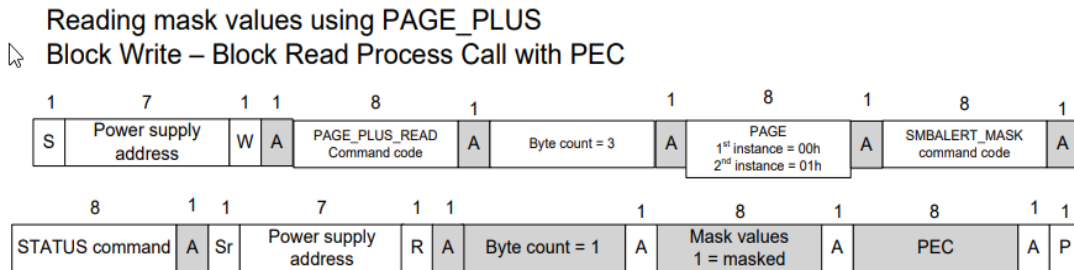 Reading mask values using PAGE_PLUS
Block Write – Block Read Process Call with PEC
1 7 1 1 8 1 1 8 1 8 1
S Power supply address W A PAGE_PLUS_READ Command code A Byte count = 3 A PAGE 1st instance = 00h 2nd instance = 01h A SMBALERT_MASK command code A
8 1 1 7 1 1 1 8 1 8 1 1
STATUS command A Sr Power supply address R A Byte count = 1 A Mask values 1 = masked A PEC A P